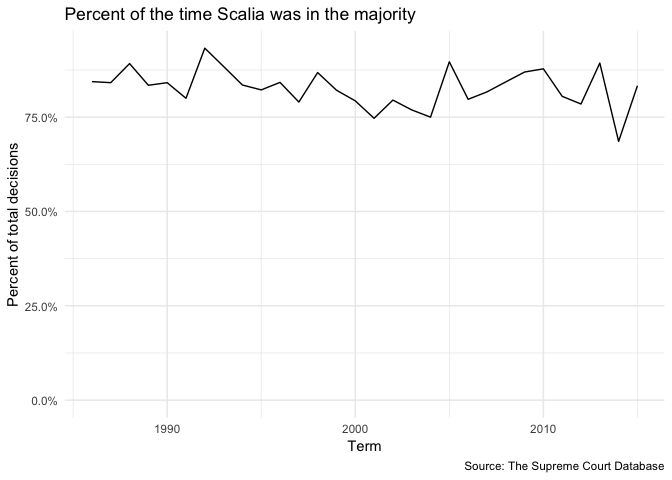 Percent of the time Scalia was in the majority
Percent of total decisions
75.0%
50.0%
25.0%
0.0%
1990 2000 2010
Term
Source: The Supreme Court Database